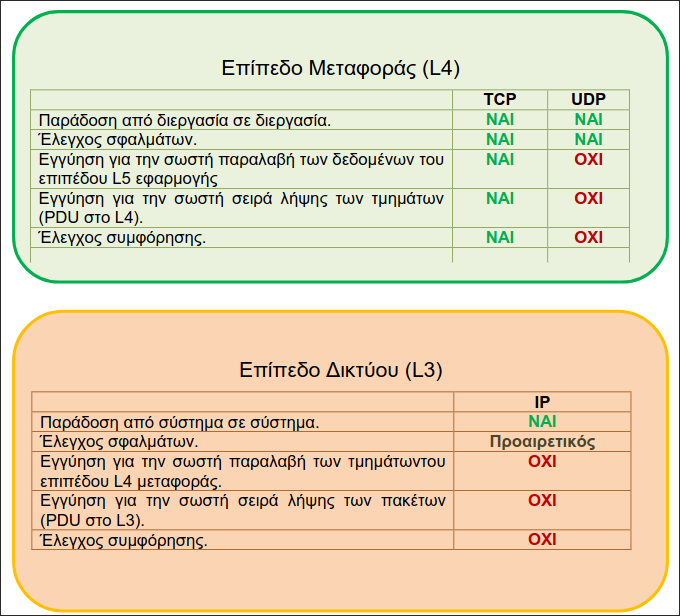 Επίπεδο Μεταφοράς (L4)
TCP UDP
Παράδοση από διεργασία σε διεργασία. ΝΑΙ ΝΑΙ
Έλεγχος σφαλμάτων. ΝΑΙ ΝΑΙ
Εγγύηση για την σωστή παραλαβή των δεδομένων του ΝΑΙ ΟΧΙ
επιπέδου L5 εφαρμογής
Εγγύηση για την σωστή σειρά λήψης των τμημάτων ΝΑΙ ΟΧΙ
(PDU στο L4).
Έλεγχος συμφόρησης. ΝΑΙ ΟΧΙ
Επίπεδο Δικτύου (L3)
IP
Παράδοση από σύστημα σε σύστημα. ΝΑΙ
Έλεγχος σφαλμάτων. Προαιρετικός
Εγγύηση για την σωστή παραλαβή των τμημάτωντου ΟΧΙ
επιπέδου L4 μεταφοράς.
Εγγύηση για την σωστή σειρά λήψης των πακέτων ΟΧΙ
(PDU στο L3).
Έλεγχος συμφόρησης. ΟΧΙ